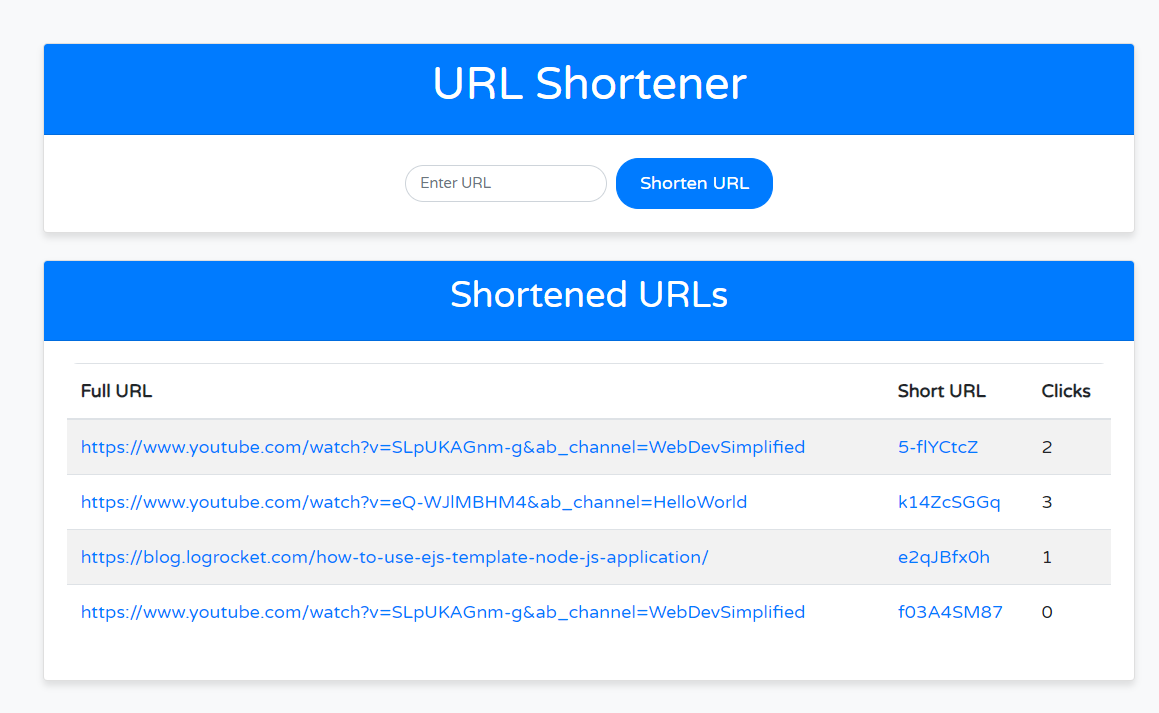 URL Shortener
Enter URL Shorten URL
Shortened URLs
Full URL Short URL Clicks
https://www.youtube.com/watch?v=SLpUKAGnm-g&ab_channel=WebDevSimplified 5-flYCtcZ 2
https://www.youtube.com/watch?v=eQ-WJlMBHM4&ab_channel=HelloWorld k14ZcSGGq 3
https://blog.logrocket.com/how-to-use-ejs-template-node-js-application/ e2qJBfx0h 1
https://www.youtube.com/watch?v=SLpUKAGnm-g&ab_channel=WebDevSimplified f03A4SM87 0